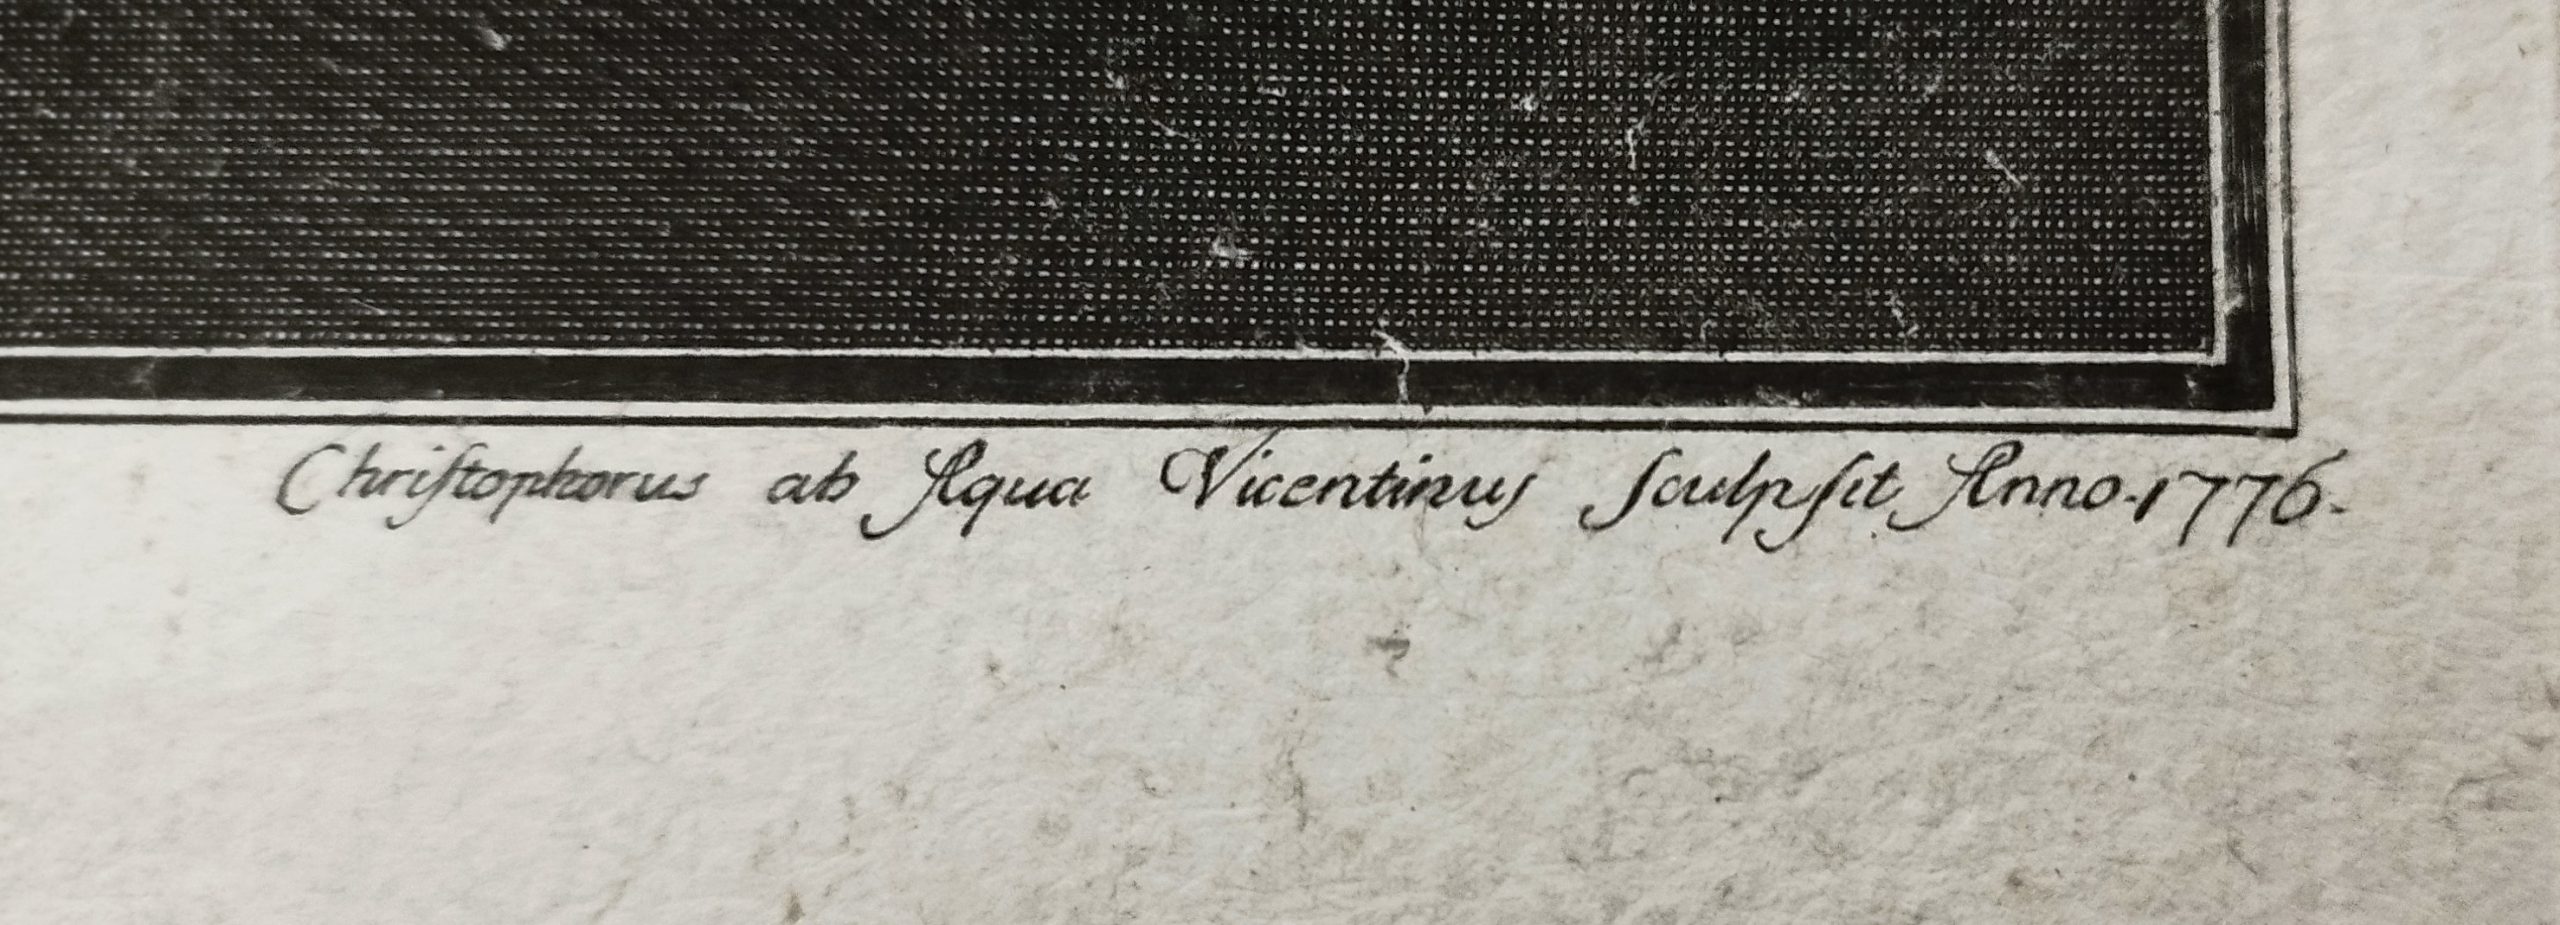 Chriſtophorus ab Aqua Vicentinus ſculpſit Anno.1776.